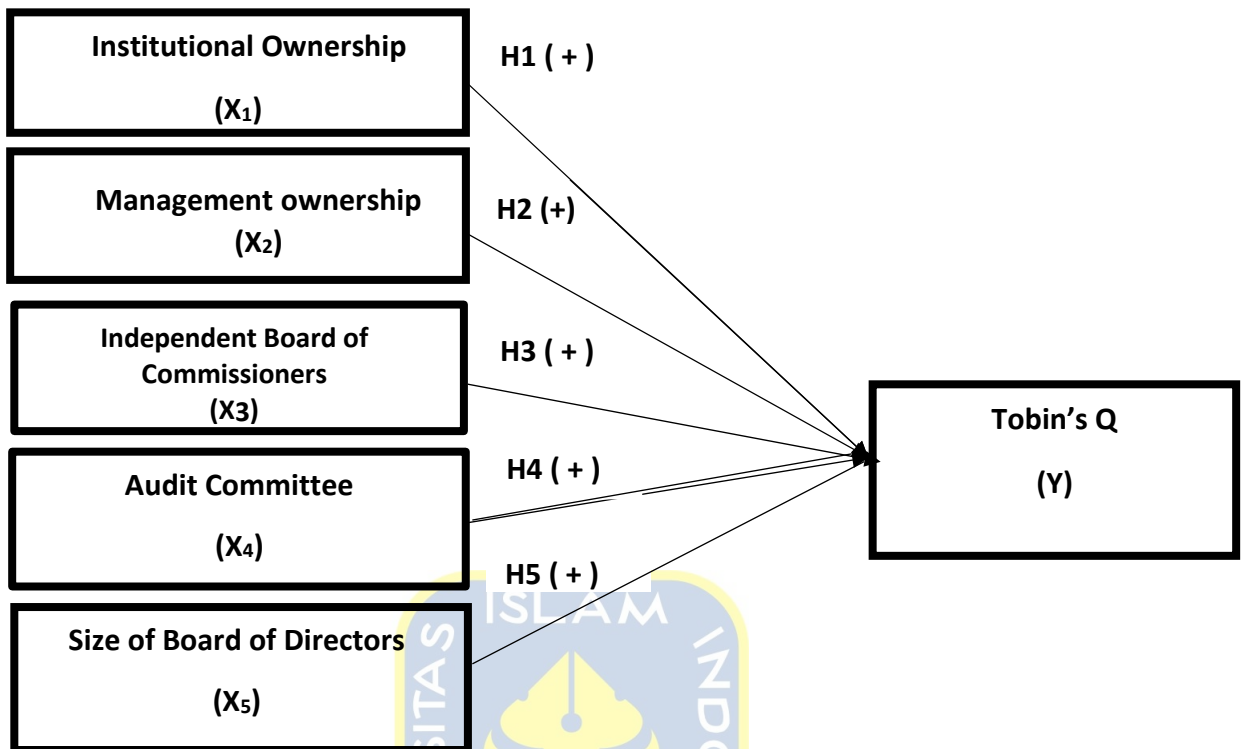 Institutional Ownership
(X₁)
H1 ( + )
Management ownership
(X₂)
H2 (+)
Independent Board of
Commissioners
(X3)
H3 ( + )
Tobin’s Q
(Y)
Audit Committee
(X₄)
H4 ( + )
Size of Board of Directors
(X₅)
H5 ( + )
ISLAM